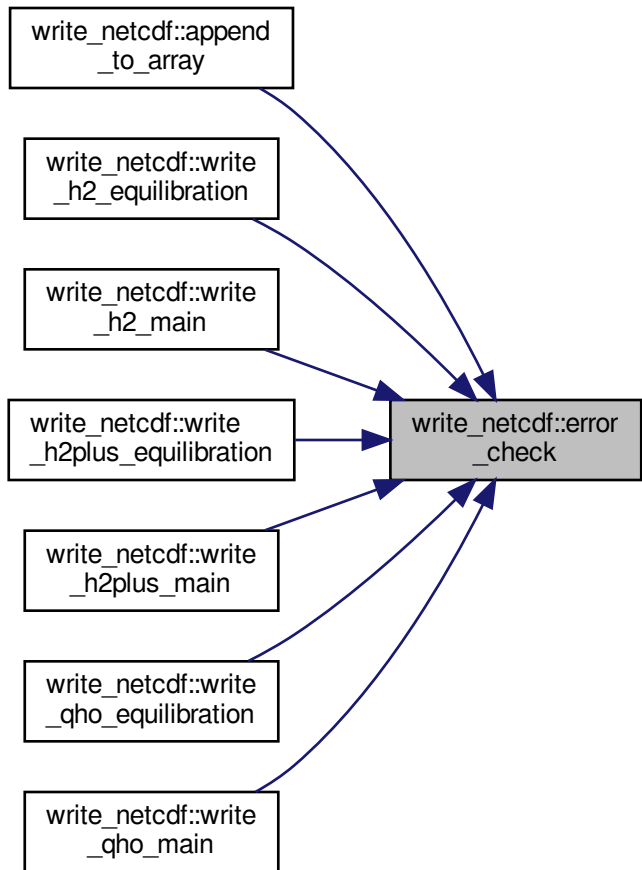 write_netcdf::append
_to_array
write_netcdf::write
_h2_equilibration
write_netcdf::write
_h2_main
write_netcdf::write
_h2plus_equilibration
write_netcdf::error
_check
write_netcdf::write
_h2plus_main
write_netcdf::write
_qho_equilibration
write_netcdf::write
_qho_main